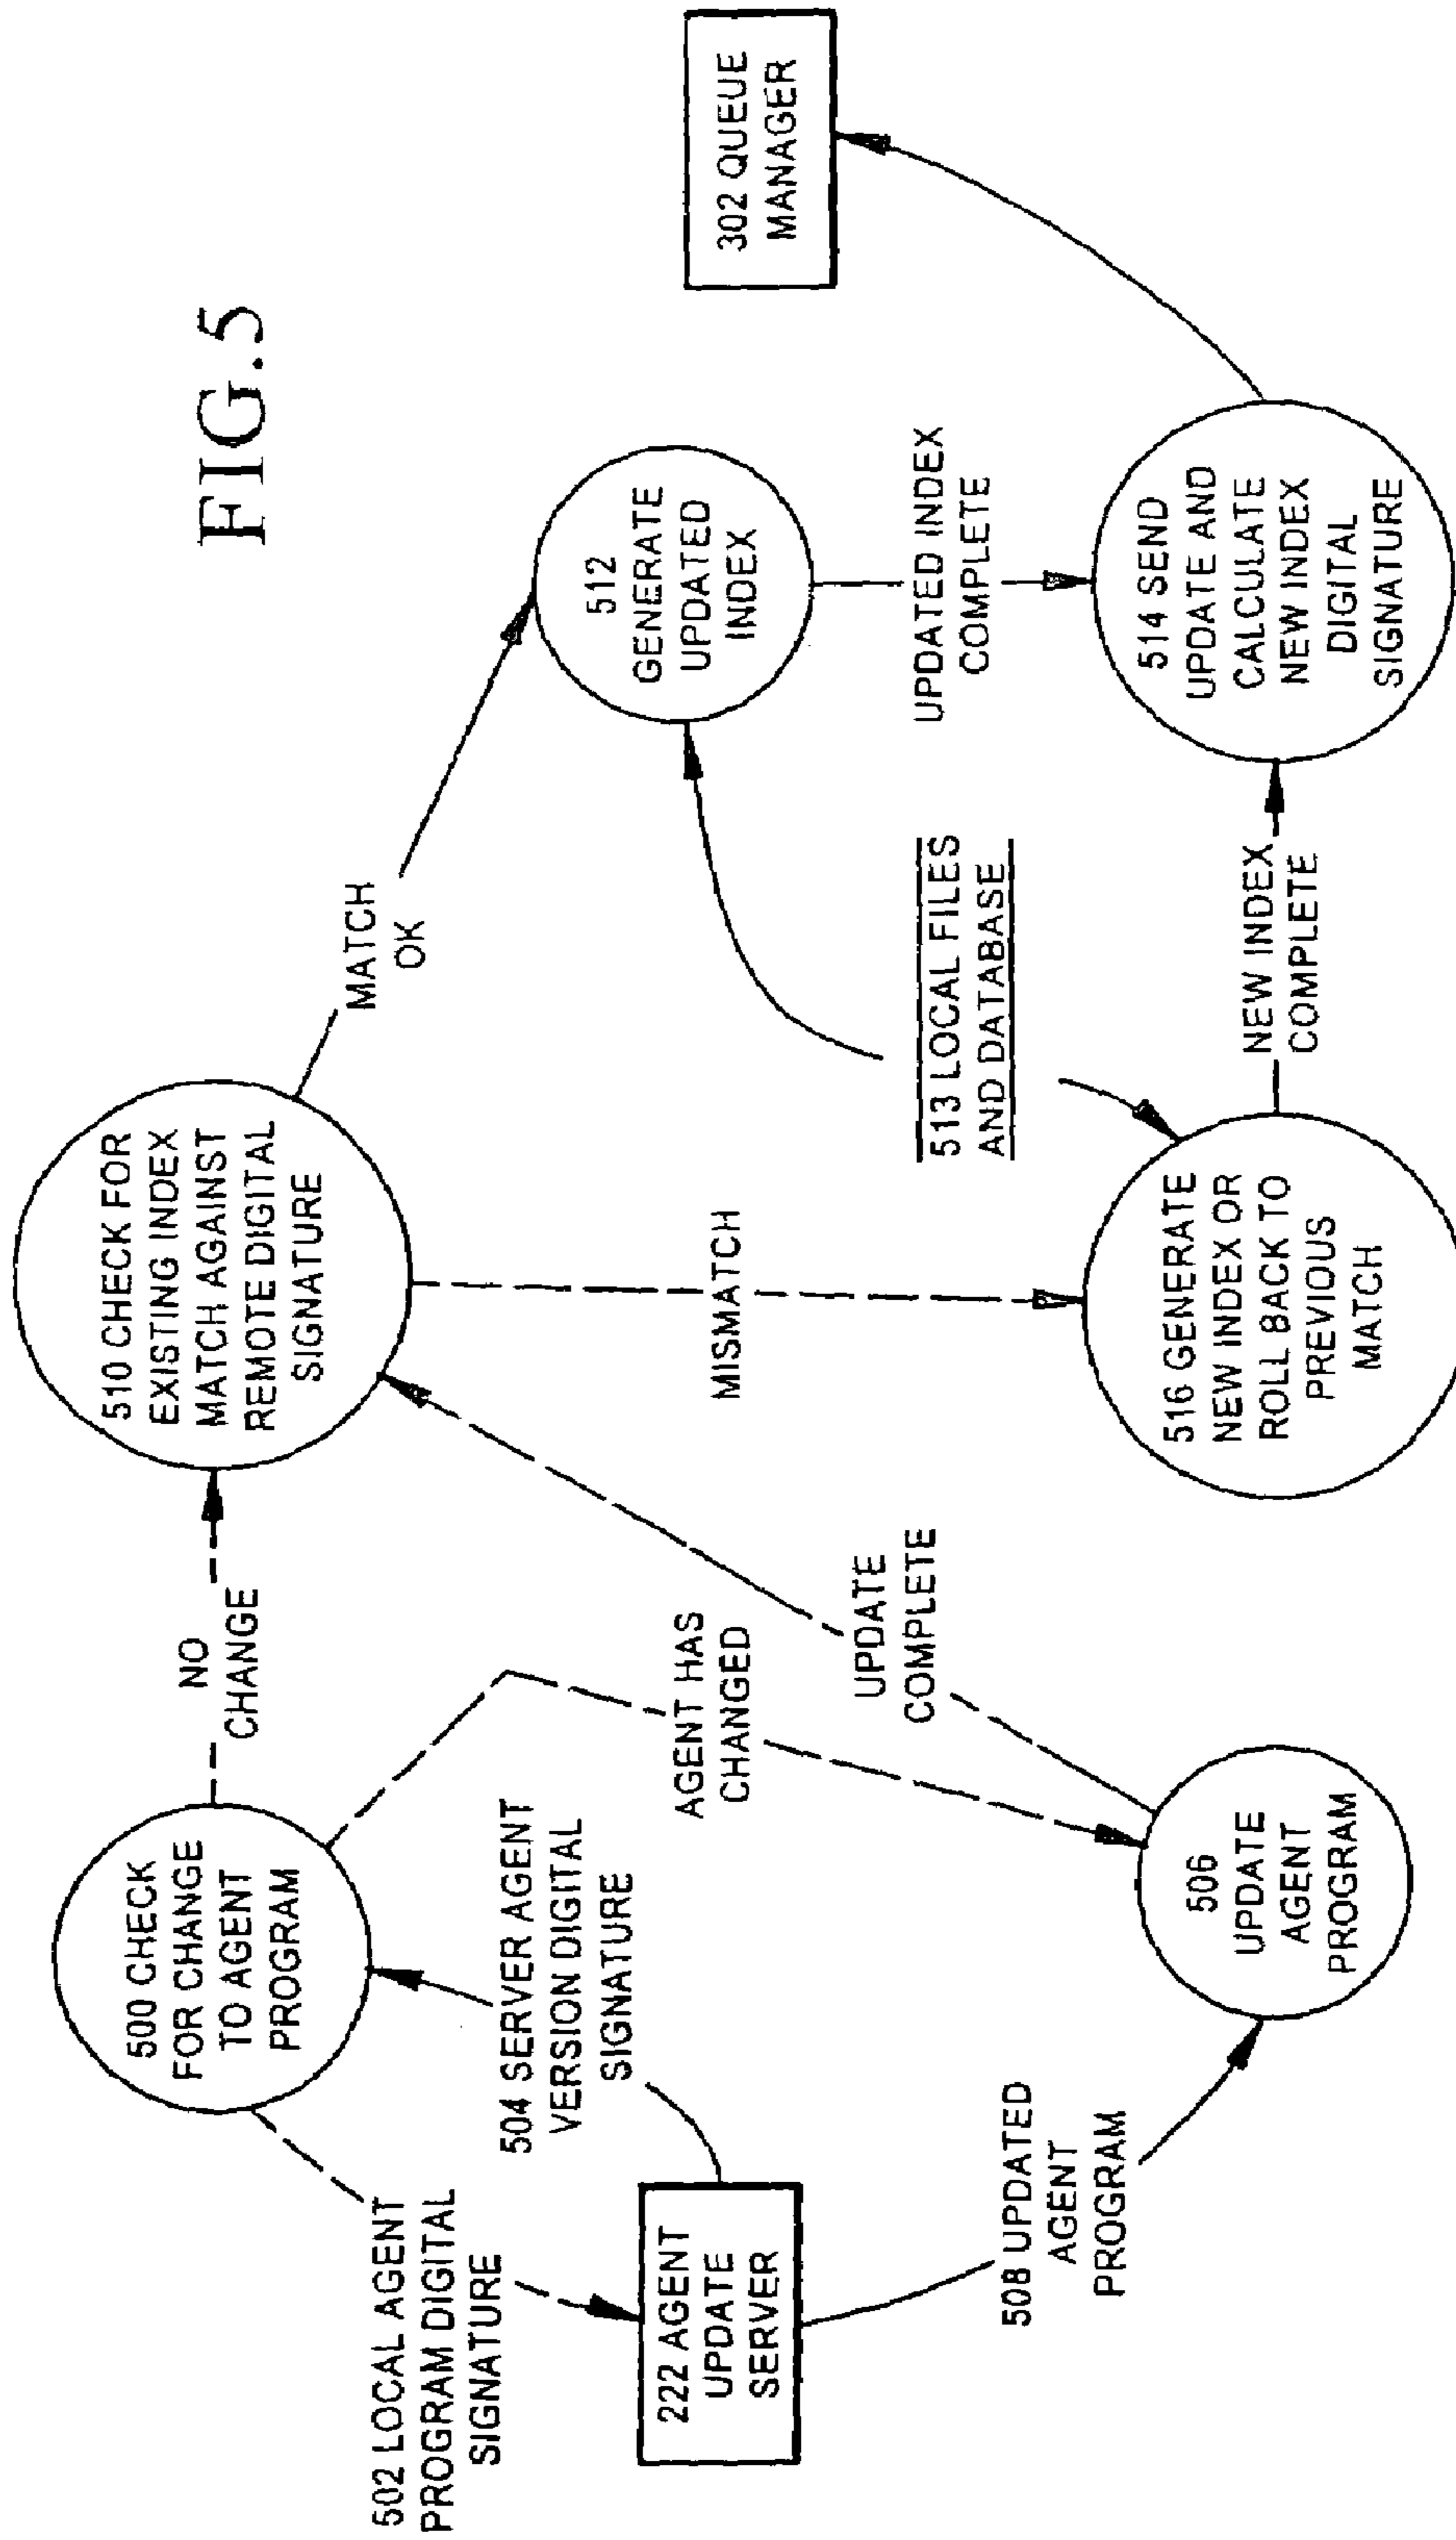 FIG.5
500 CHECK
FOR CHANGE
TO AGENT
PROGRAM
NO
CHANGE
510 CHECK FOR
EXISTING INDEX
MATCH AGAINST
REMOTE DIGITAL
SIGNATURE
MATCH
OK
502 LOCAL AGENT
PROGRAM DIGITAL
SIGNATURE
504 SERVER AGENT
VERSION DIGITAL
SIGNATURE
AGENT HAS
CHANGED
222 AGENT
UPDATE
SERVER
UPDATE
COMPLETE
MISMATCH
512
GENERATE
UPDATED
INDEX
302 QUEUE
MANAGER
513 LOCAL FILES
AND DATABASE
UPDATED INDEX
COMPLETE
508 UPDATED
AGENT
PROGRAM
506
UPDATE
AGENT
PROGRAM
516 GENERATE
NEW INDEX OR
ROLL BACK TO
PREVIOUS
MATCH
NEW INDEX
COMPLETE
514 SEND
UPDATE AND
CALCULATE
NEW INDEX
DIGITAL
SIGNATURE